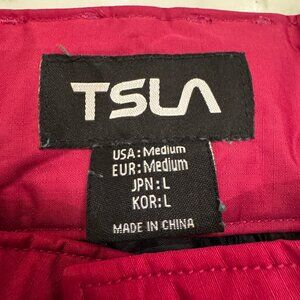 TSLA
USA: Medium
EUR: Medium
JPN: L
KOR: L
MADE IN CHINA